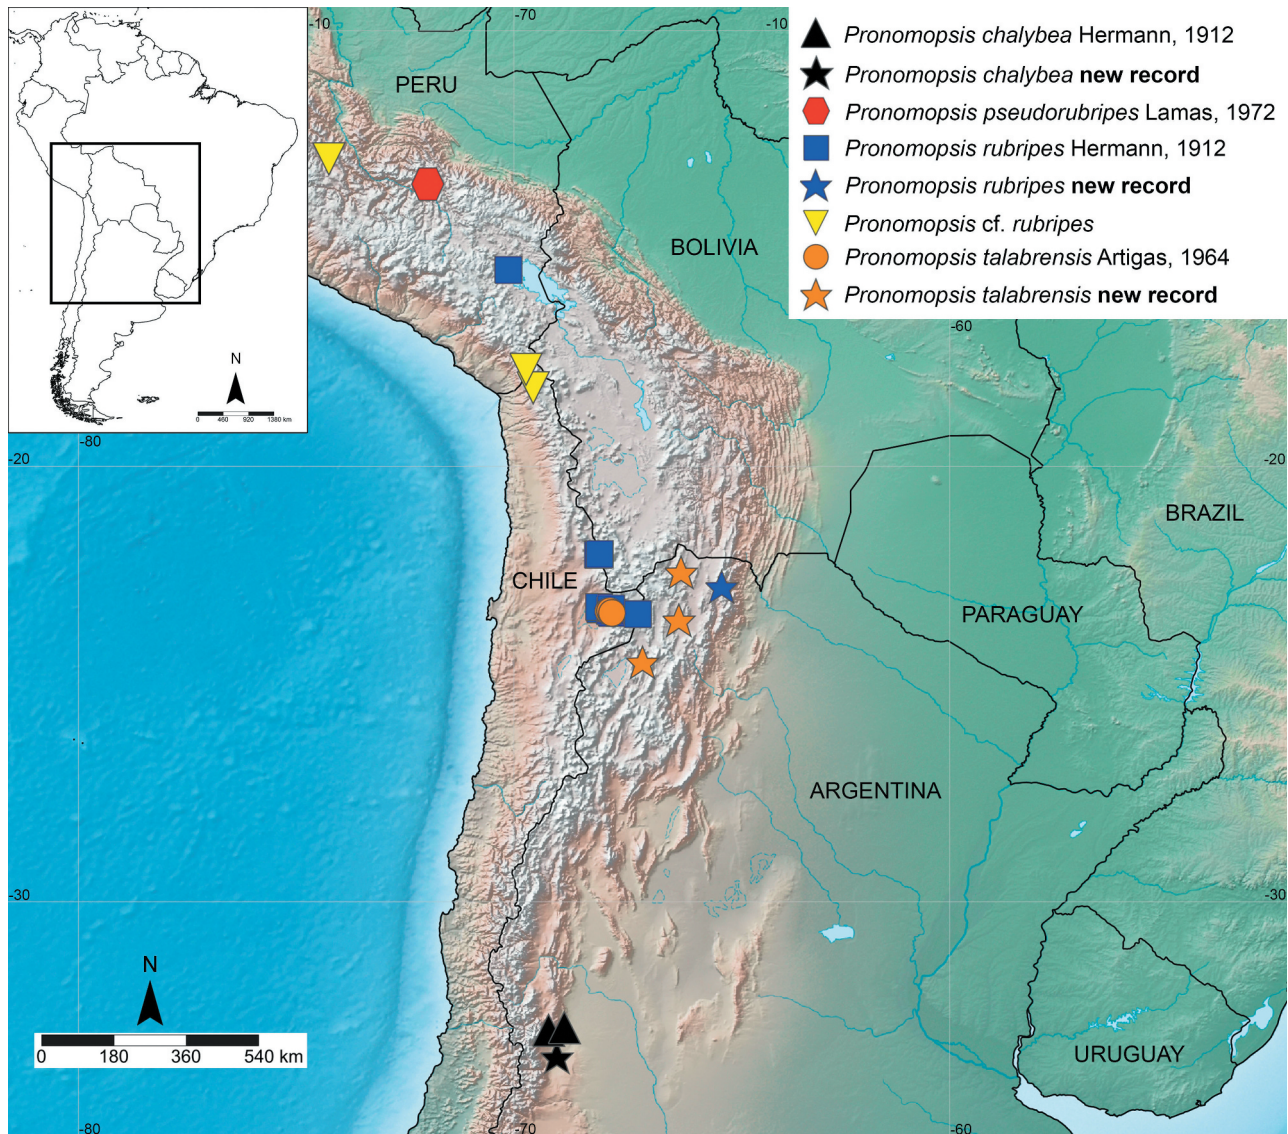 -10
-70
-10
Pronomopsis chalybea Hermann, 1912
Pronomopsis chalybea new record
Pronomopsis pseudorubripes Lamas, 1972
Pronomopsis rubripes Hermann, 1912
Pronomopsis rubripes new record
Pronomopsis cf. rubripes
Pronomopsis talabrensis Artigas, 1964
Pronomopsis talabrensis new record
PERU
BOLIVIA
N
0 460 920 1380 km
-60
-20
-80
-20
BRAZIL
CHILE
PARAGUAY
ARGENTINA
-30
-30
N
0 180 360 540 km
URUGUAY
-80
-70
-60